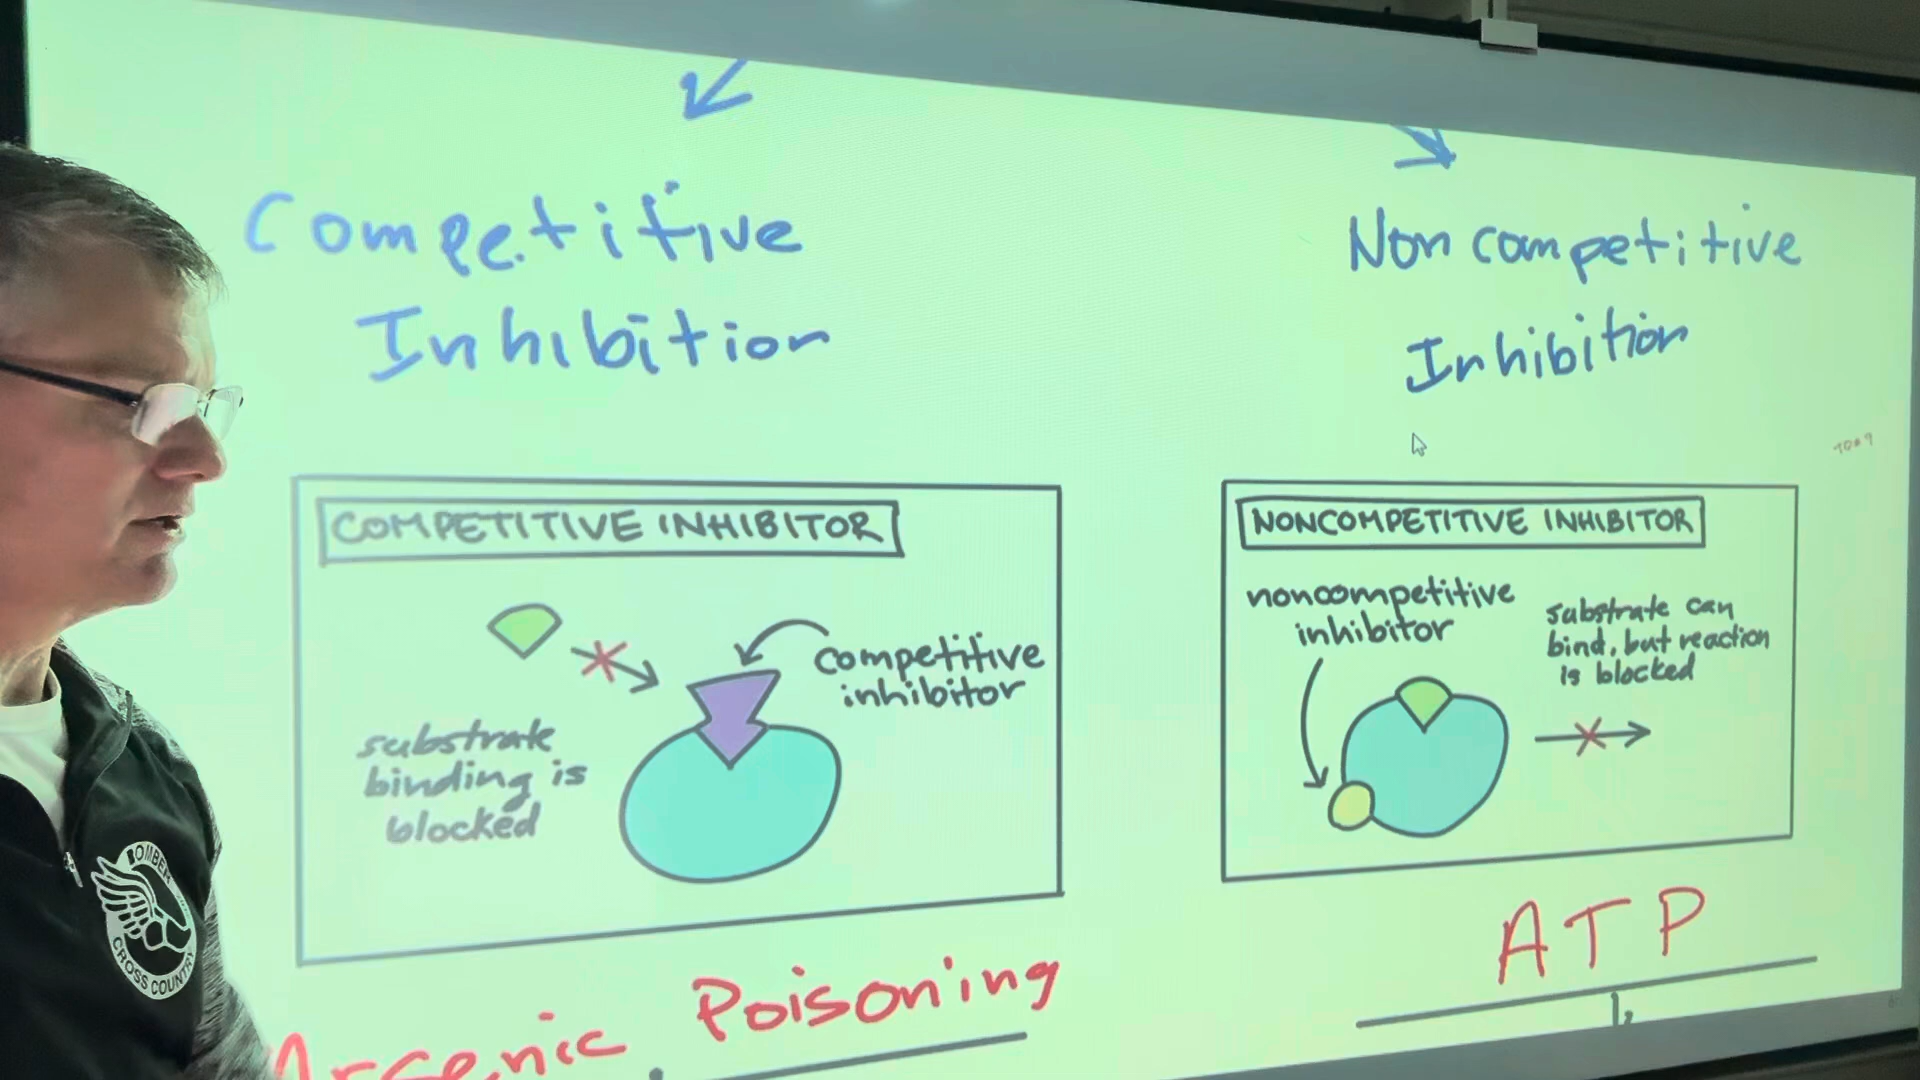 Competitive
Inhibition
Noncompetitive
Inhibition
COMPETITIVE INHIBITOR
competitive
inhibitor
substrate
binding is
blocked
NONCOMPETITIVE INHIBITOR
noncompetitive
inhibitor
substrate can
bind, but reaction
is blocked
Arsenic Poisoning
ATP
CROSS COUNTRY